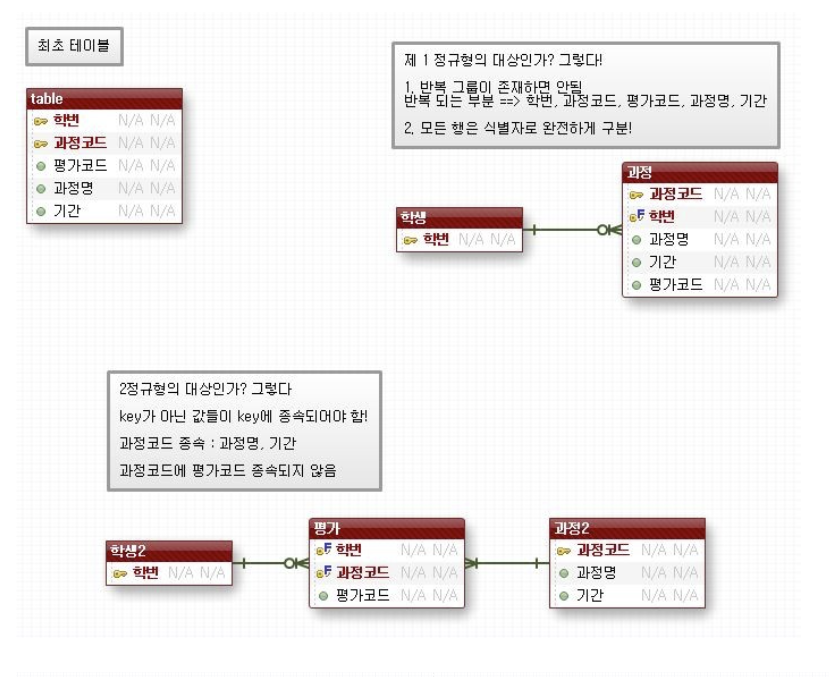 최초 테이블
table
학번 N/A N/A
과정코드 N/A N/A
평가코드 N/A N/A
과정명 N/A N/A
기간 N/A N/A
제 1 정규형의 대상인가? 그렇다!
1. 반복 그룹이 존재하면 안됨
반복 되는 부분 ==> 학번, 과정코드, 평가코드, 과정명, 기간
2. 모든 행은 식별자로 완전하게 구분!
학생
학번 N/A N/A
과정
과정코드 N/A N/A
F 학번 N/A N/A
과정명 N/A N/A
기간 N/A N/A
평가코드 N/A N/A
2정규형의 대상인가? 그렇다
key가 아닌 값들이 key에 종속되어야 함!
과정코드 종속 : 과정명, 기간
과정코드에 평가코드 종속되지 않음
학생2
학번 N/A N/A
평가
F 학번 N/A N/A
F 과정코드 N/A N/A
평가코드 N/A N/A
과정2
과정코드 N/A N/A
과정명 N/A N/A
기간 N/A N/A